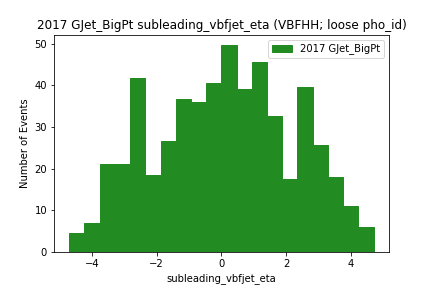 2017 GJet_BigPt subleading_vbfjet_eta (VBFHH; loose pho_id)
2017 GJet_BigPt
Number of Events
50
40
30
20
10
0
−4 −2 0 2 4
subleading_vbfjet_eta